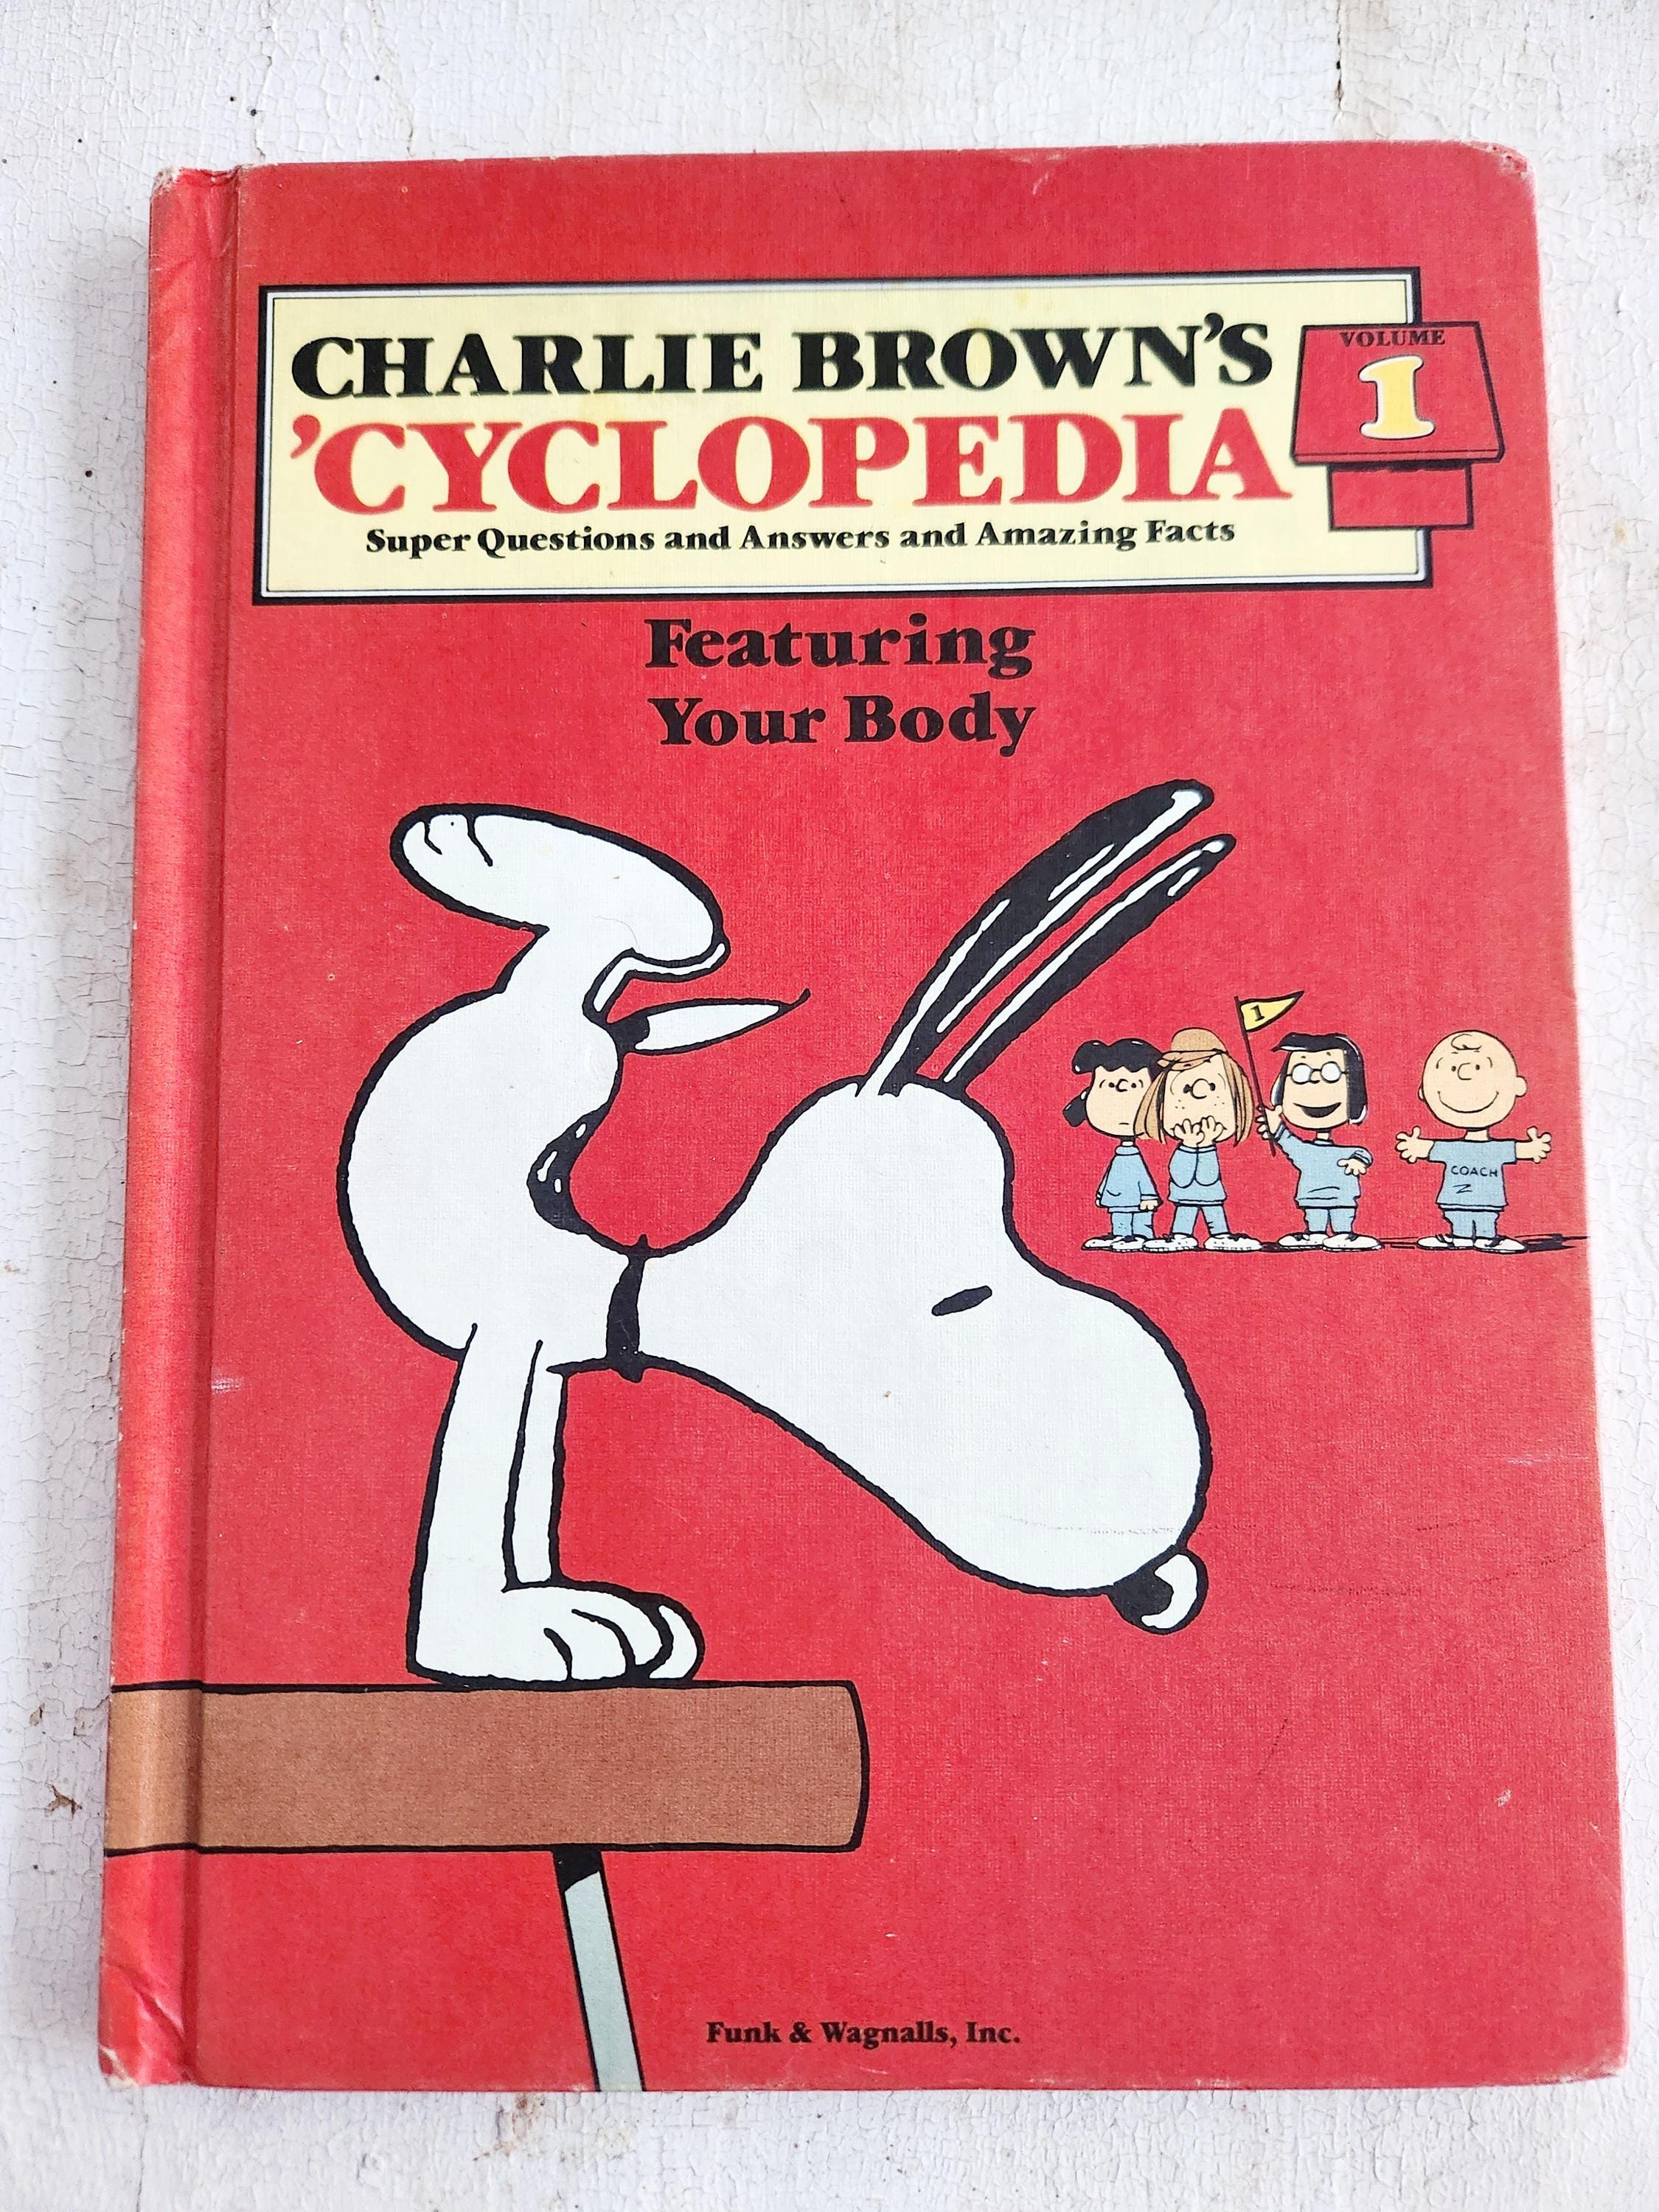 CHARLIE BROWN'S
'CYCLOPEDIA
Super Questions and Answers and Amazing Facts
VOLUME
1
Featuring
Your Body
1
COACH
Z
Funk & Wagnalls, Inc.